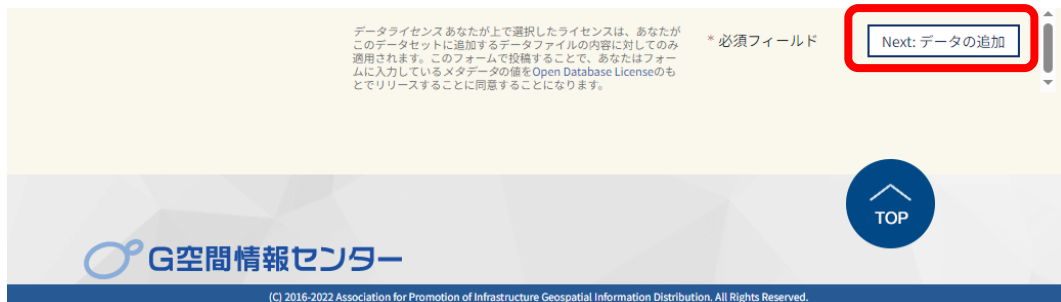 データライセンス あなたが上で選択したライセンスは、あなたが
このデータセットに追加するデータファイルの内容に対してのみ
適用されます。このフォームで投稿することで、あなたはフォー
ムに入力しているメタデータの値をOpen Database Licenseのも
とでリリースすることに同意することになります。
* 必須フィールド
Next: データの追加
TOP
G空間情報センター
(C) 2016-2022 Association for Promotion of Infrastructure Geospatial Information Distribution. All Rights Reserved.